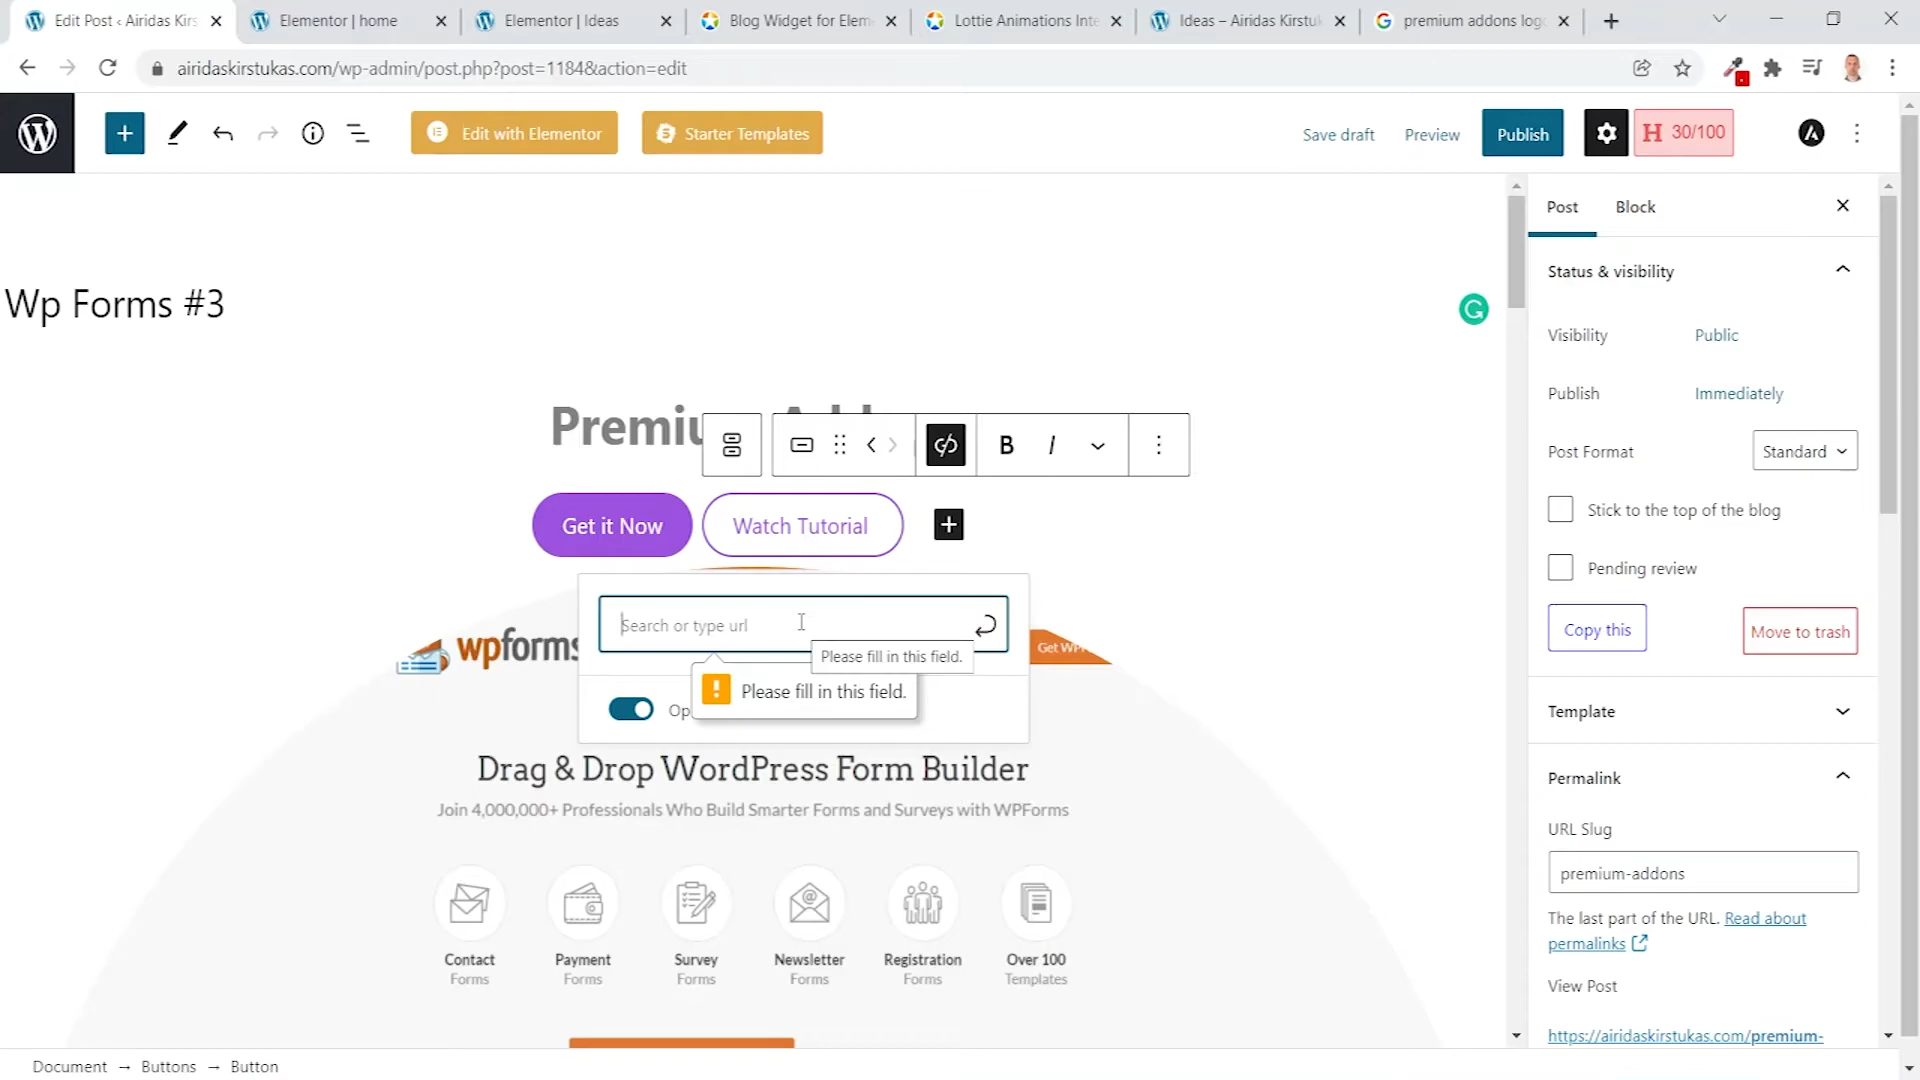 Edit Post ‹ Airidas Kirs
Elementor | home
Elementor | Ideas
Blog Widget for Elem
Lottie Animations Inte
Ideas – Airidas Kirstuk
premium addons log
airidaskirstukas.com/wp-admin/post.php?post=1184&action=edit
Edit with Elementor
Starter Templates
Save draft
Preview
Publish
H 30/100
Post
Block
Status & visibility
Wp Forms #3
Visibility
Public
Publish
Immediately
Post Format
Standard
Stick to the top of the blog
Pending review
Copy this
Move to trash
Template
Permalink
URL Slug
premium-addons
The last part of the URL. Read about
permalinks
View Post
https://airidaskirstukas.com/premium-
B I
Get it Now
Watch Tutorial
Search or type url
Please fill in this field.
Please fill in this field.
Op
wpforms
Drag & Drop WordPress Form Builder
Join 4,000,000+ Professionals Who Build Smarter Forms and Surveys with WPForms
Contact
Forms
Payment
Forms
Survey
Forms
Newsletter
Forms
Registration
Forms
Over 100
Templates
Document → Buttons → Button